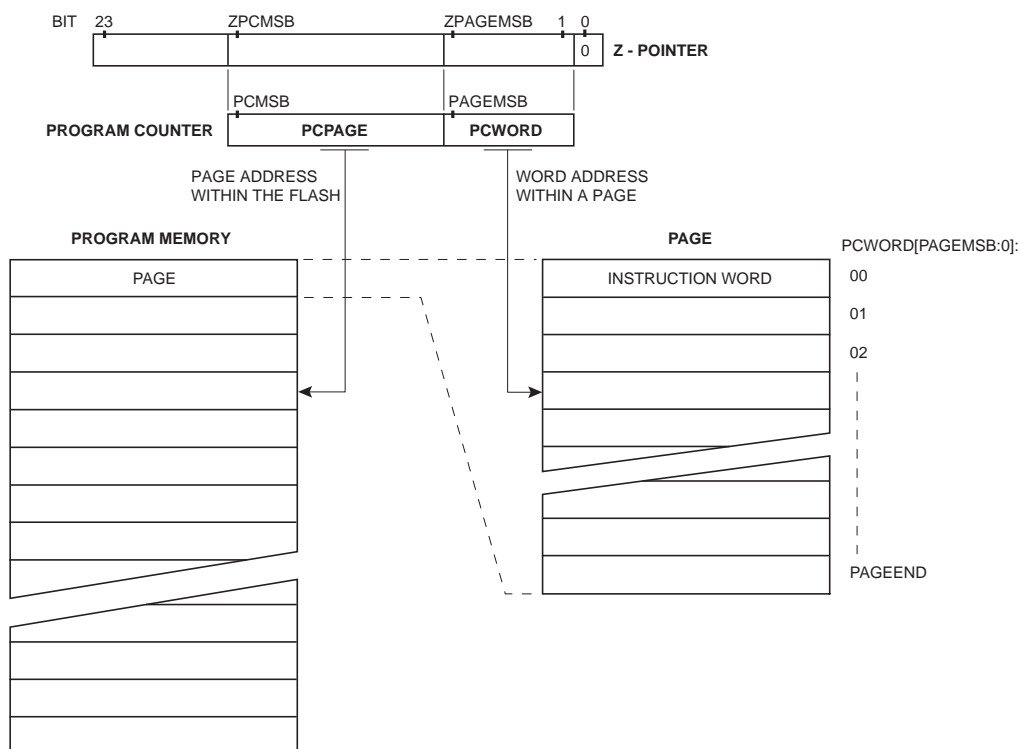 BIT 23 ZPCMSB ZPAGEMSB 1 0
0 Z - POINTER
PCMSB PAGEMSB
PROGRAM COUNTER PCPAGE PCWORD
PAGE ADDRESS
WITHIN THE FLASH
WORD ADDRESS
WITHIN A PAGE
PROGRAM MEMORY PAGE PCWORD[PAGEMSB:0]:
PAGE INSTRUCTION WORD 00
01
02
PAGEEND